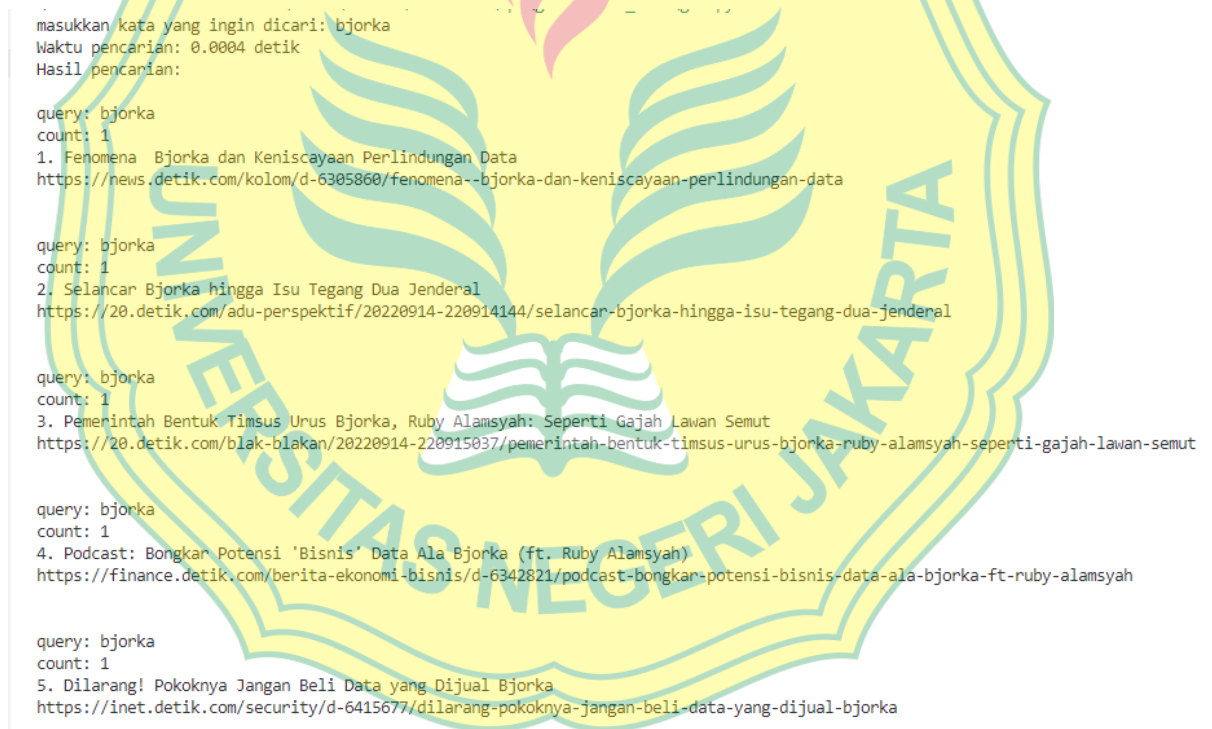 masukkan kata yang ingin dicari: bjorka
Waktu pencarian: 0.0004 detik
Hasil pencarian:
query: bjorka
count: 1
1. Fenomena  Bjorka dan Keniscayaan Perlindungan Data
https://news.detik.com/kolom/d-6305860/fenomena--bjorka-dan-keniscayaan-perlindungan-data
query: bjorka
count: 1
2. Selancar Bjorka hingga Isu Tegang Dua Jenderal
https://20.detik.com/adu-perspektif/20220914-220914144/selancar-bjorka-hingga-isu-tegang-dua-jenderal
query: bjorka
count: 1
3. Pemerintah Bentuk Timsus Urus Bjorka, Ruby Alamsyah: Seperti Gajah Lawan Semut
https://20.detik.com/blak-blakan/20220914-220915037/pemerintah-bentuk-timsus-urus-bjorka-ruby-alamsyah-seperti-gajah-lawan-semut
query: bjorka
count: 1
4. Podcast: Bongkar Potensi 'Bisnis' Data Ala Bjorka (ft. Ruby Alamsyah)
https://finance.detik.com/berita-ekonomi-bisnis/d-6342821/podcast-bongkar-potensi-bisnis-data-ala-bjorka-ft-ruby-alamsyah
query: bjorka
count: 1
5. Dilarang! Pokoknya Jangan Beli Data yang Dijual Bjorka
https://inet.detik.com/security/d-6415677/dilarang-pokoknya-jangan-beli-data-yang-dijual-bjorka
UNIVERSITAS NEGERI JAKARTA